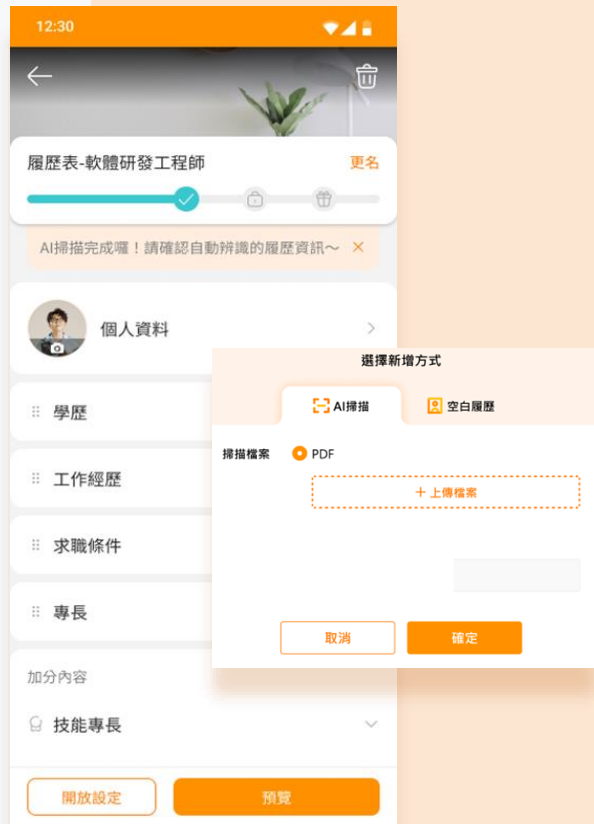 12:30
履歷表-軟體研發工程師
更名
AI掃描完成囉！請確認自動辨識的履歷資訊～
個人資料
學歷
工作經歷
求職條件
專長
加分內容
技能專長
開放設定
預覽
選擇新增方式
AI掃描
空白履歷
掃描檔案
PDF
＋上傳檔案
取消
確定